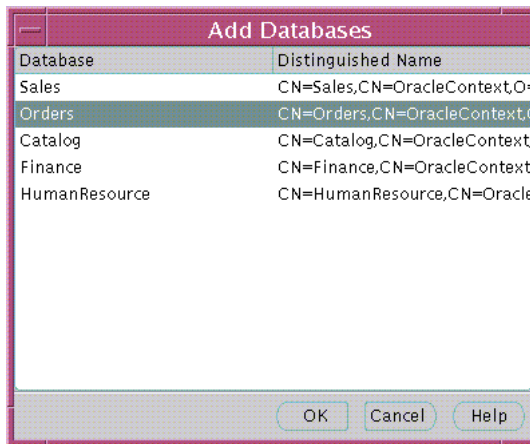 Add Databases
Database Distinguished Name
Sales CN=Sales,CN=OracleContext,O=
Orders CN=Orders,CN=OracleContext,
Catalog CN=Catalog,CN=OracleContext,
Finance CN=Finance,CN=OracleContext
HumanResource CN=HumanResource,CN=Oracle
OK Cancel Help